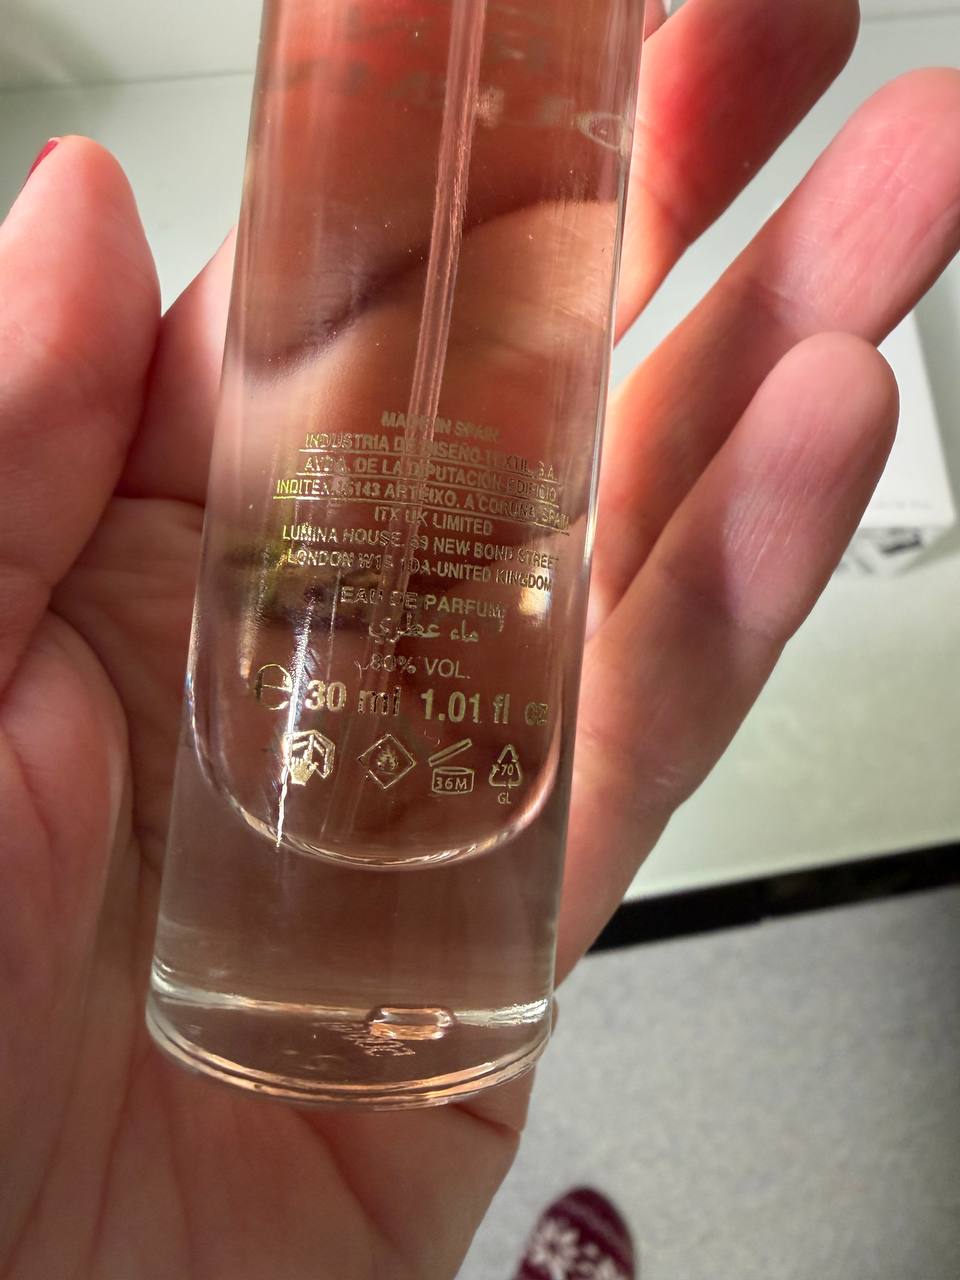 MADE IN SPAIN
INDUSTRIA DE DISEÑO TEXTIL, S.A.
AVDA. DE LA DIPUTACIÓN EDIFICIO
INDITEX, 15143 ARTEIXO. A CORUÑA, SPAIN
ITX UK LIMITED
LUMINA HOUSE, 89 NEW BOND STREET
LONDON 1DA-UNITED KINGDOM
EAU DE PARFUM
ماء عطري
80% VOL.
℮ 30 ml 1.01 fl oz
36M
70
GL